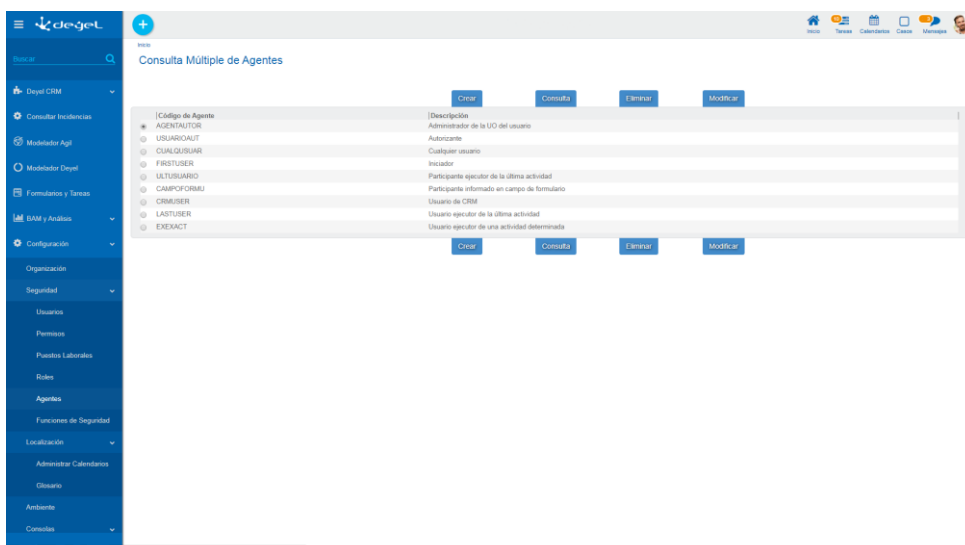 deyel
Inicio
Tareas
Calendarios
Casos
Mensajes
Inicio
Consulta Múltiple de Agentes
Buscar
Deyel CRM
Consultar Incidencias
Modelador Agil
Modelador Deyel
Formularios y Tareas
BAM y Análisis
Configuración
Organización
Seguridad
Usuarios
Permisos
Puestos Laborales
Roles
Agentes
Funciones de Seguridad
Localización
Administrar Calendarios
Glosario
Ambiente
Consolas
Crear Consulta Eliminar Modificar
Código de Agente Descripción
AGENTAUTOR Administrador de la UO del usuario
USUARIOAUT Autorizante
CUALQUSUAR Cualquier usuario
FIRSTUSER Iniciador
ULTUSUARIO Participante ejecutor de la última actividad
CAMPOFORMU Participante informado en campo de formulario
CRMUSER Usuario de CRM
LASTUSER Usuario ejecutor de la última actividad
EXEXACT Usuario ejecutor de una actividad determinada
Crear Consulta Eliminar Modificar